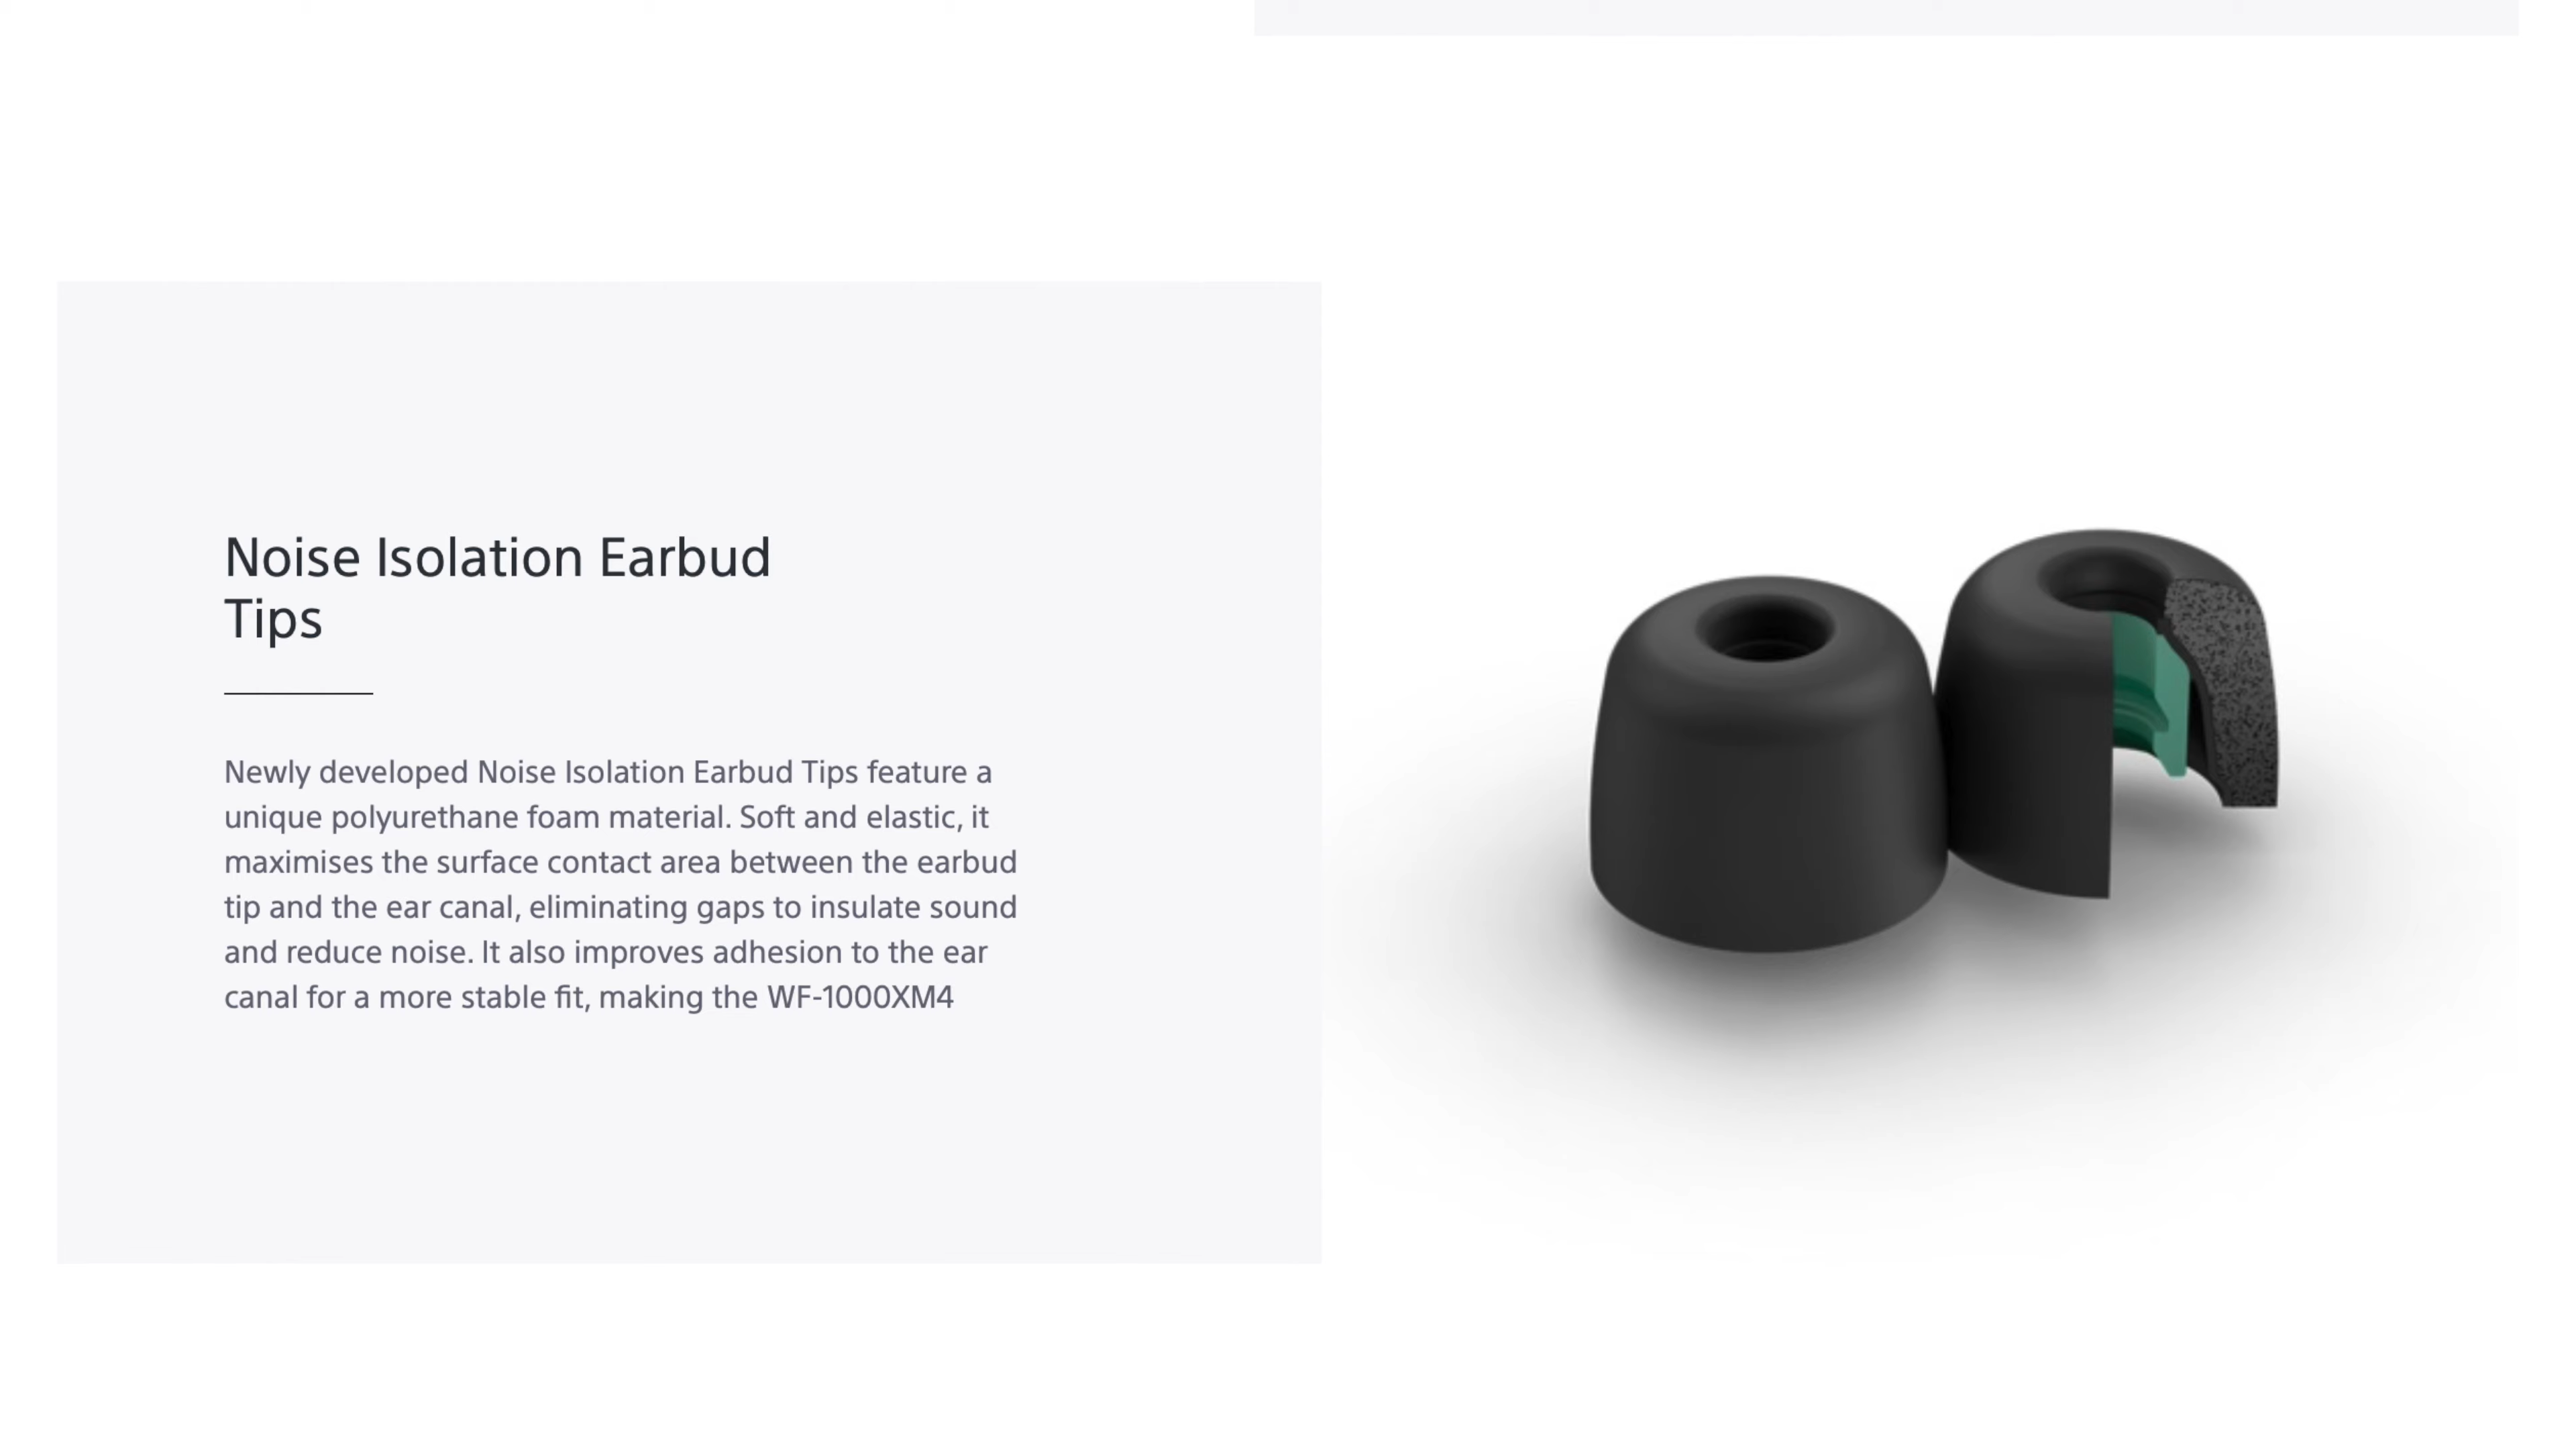 Noise Isolation Earbud
Tips
Newly developed Noise Isolation Earbud Tips feature a
unique polyurethane foam material. Soft and elastic, it
maximises the surface contact area between the earbud
tip and the ear canal, eliminating gaps to insulate sound
and reduce noise. It also improves adhesion to the ear
canal for a more stable fit, making the WF-1000XM4